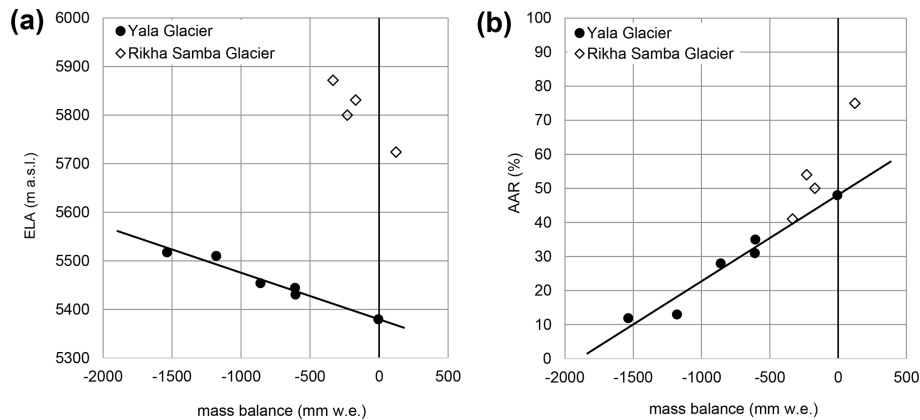 (a)
6000
5900
5800
5700
5600
5500
5400
5300
ELA (m a.s.l.)
● Yala Glacier
◇ Rikha Samba Glacier
-2000 -1500 -1000 -500 0 500
mass balance (mm w.e.)
(b)
100
90
80
70
60
50
40
30
20
10
0
AAR (%)
● Yala Glacier
◇ Rikha Samba Glacier
-2000 -1500 -1000 -500 0 500
mass balance (mm w.e.)